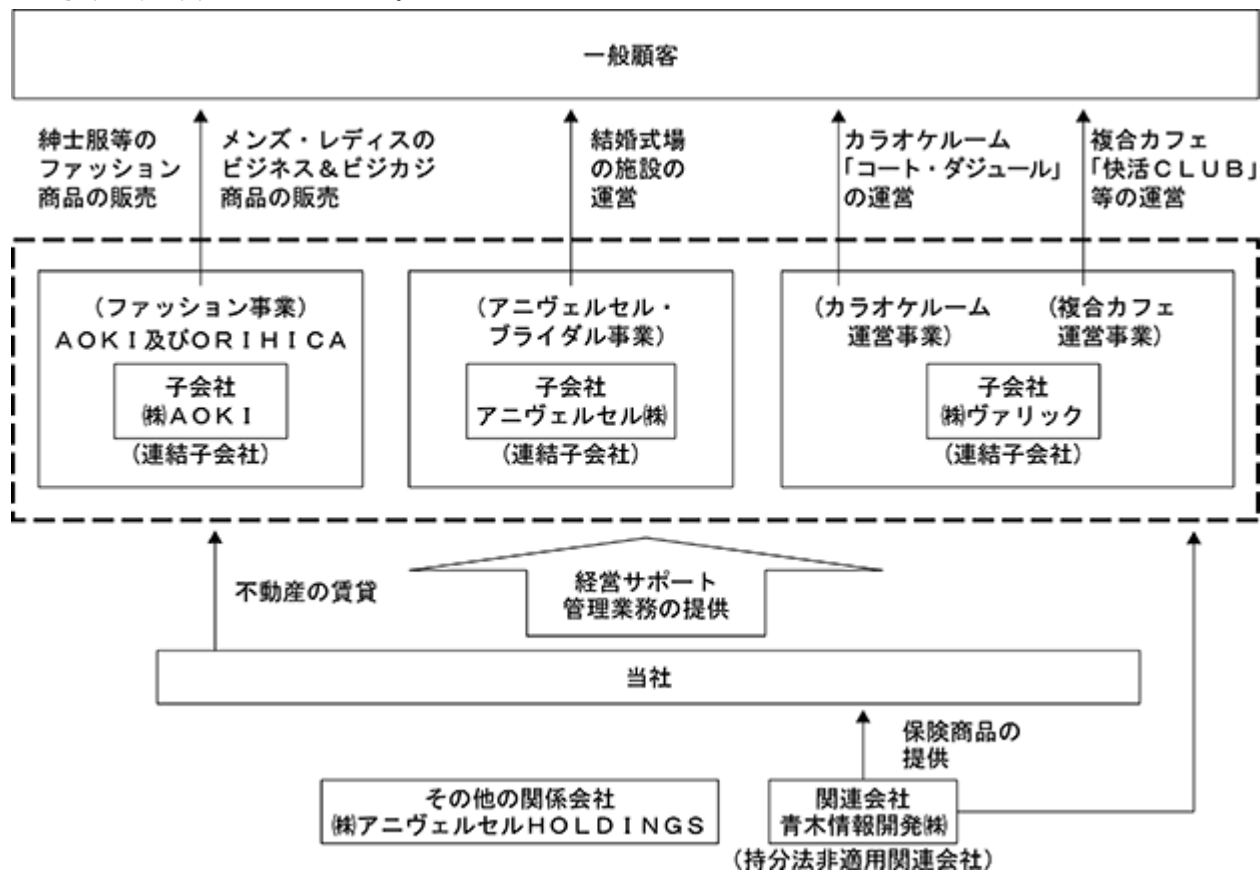 一般顧客
紳士服等の
ファッション
商品の販売
メンズ・レディスの
ビジネス＆ビジカジ
商品の販売
結婚式場
の施設の
運営
カラオケルーム
「コート・ダジュール」
の運営
複合カフェ
「快活ＣＬＵＢ」
等の運営
（ファッション事業）
ＡＯＫＩ及びＯＲＩＨＩＣＡ
子会社
㈱ＡＯＫＩ
（連結子会社）
（アニヴェルセル・
ブライダル事業）
子会社
アニヴェルセル㈱
（連結子会社）
（カラオケルーム
運営事業）
（複合カフェ
運営事業）
子会社
㈱ヴァリック
（連結子会社）
不動産の賃貸
経営サポート
管理業務の提供
当社
保険商品の
提供
その他の関係会社
㈱アニヴェルセルＨＯＬＤＩＮＧＳ
関連会社
青木情報開発㈱
（持分法非適用関連会社）